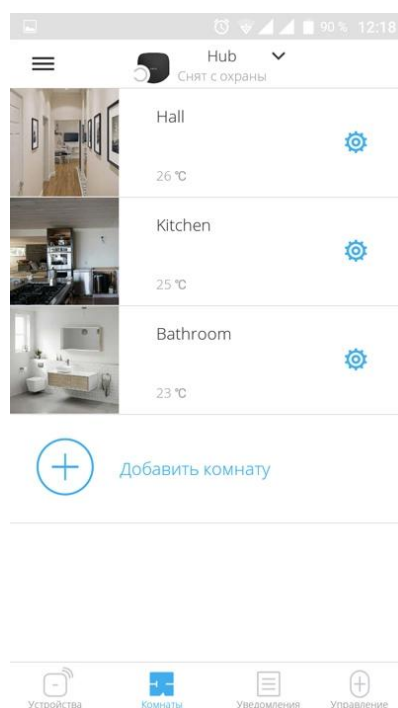 90 % 12:18
Hub
Снят с охраны
Hall
26 °C
Kitchen
25 °C
Bathroom
23 °C
Добавить комнату
Устройства Комнаты Уведомления Управление